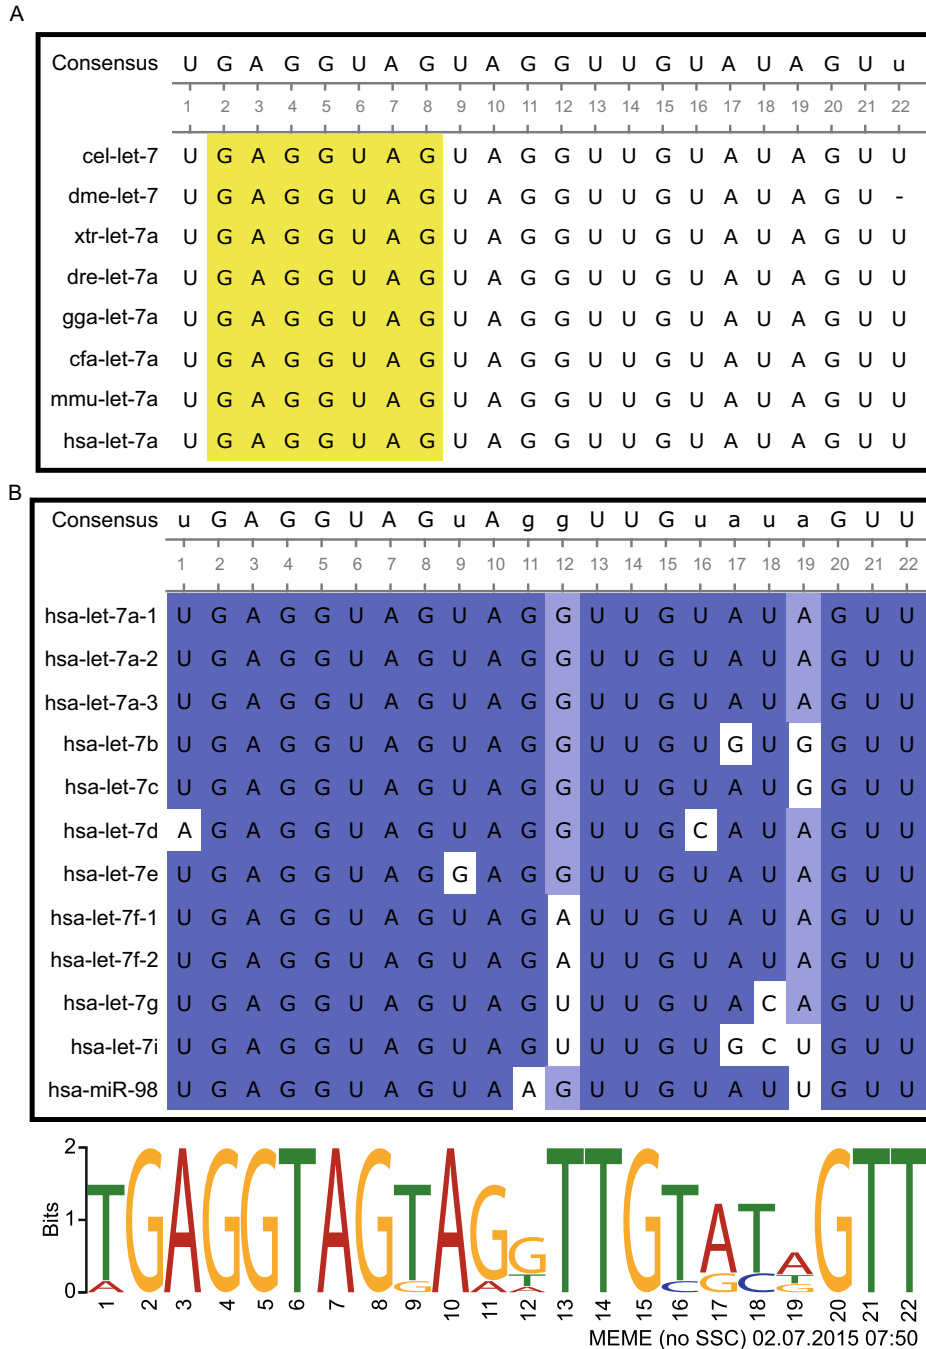 A
Consensus U G A G G U A G U A G G U U G U A U A G U u
1 2 3 4 5 6 7 8 9 10 11 12 13 14 15 16 17 18 19 20 21 22
cel-let-7 U G A G G U A G U A G G U U G U A U A G U U
dme-let-7 U G A G G U A G U A G G U U G U A U A G U -
xtr-let-7a U G A G G U A G U A G G U U G U A U A G U U
dre-let-7a U G A G G U A G U A G G U U G U A U A G U U
gga-let-7a U G A G G U A G U A G G U U G U A U A G U U
cfa-let-7a U G A G G U A G U A G G U U G U A U A G U U
mmu-let-7a U G A G G U A G U A G G U U G U A U A G U U
hsa-let-7a U G A G G U A G U A G G U U G U A U A G U U
B
Consensus u G A G G U A G u A g g U U G u a u a G U U
1 2 3 4 5 6 7 8 9 10 11 12 13 14 15 16 17 18 19 20 21 22
hsa-let-7a-1 U G A G G U A G U A G G U U G U A U A G U U
hsa-let-7a-2 U G A G G U A G U A G G U U G U A U A G U U
hsa-let-7a-3 U G A G G U A G U A G G U U G U A U A G U U
hsa-let-7b U G A G G U A G U A G G U U G U G U G G U U
hsa-let-7c U G A G G U A G U A G G U U G U A U G G U U
hsa-let-7d A G A G G U A G U A G G U U G C A U A G U U
hsa-let-7e U G A G G U A G G A G G U U G U A U A G U U
hsa-let-7f-1 U G A G G U A G U A G A U U G U A U A G U U
hsa-let-7f-2 U G A G G U A G U A G A U U G U A U A G U U
hsa-let-7g U G A G G U A G U A G U U U G U A C A G U U
hsa-let-7i U G A G G U A G U A G U U U G U G C U G U U
hsa-miR-98 U G A G G U A G U A A G U U G U A U U G U U
2
Bits
1
0
T G A G G T A G T A G G T T G T A T A G T T
A G A T A C G C T G
1 2 3 4 5 6 7 8 9 10 11 12 13 14 15 16 17 18 19 20 21 22
MEME (no SSC) 02.07.2015 07:50